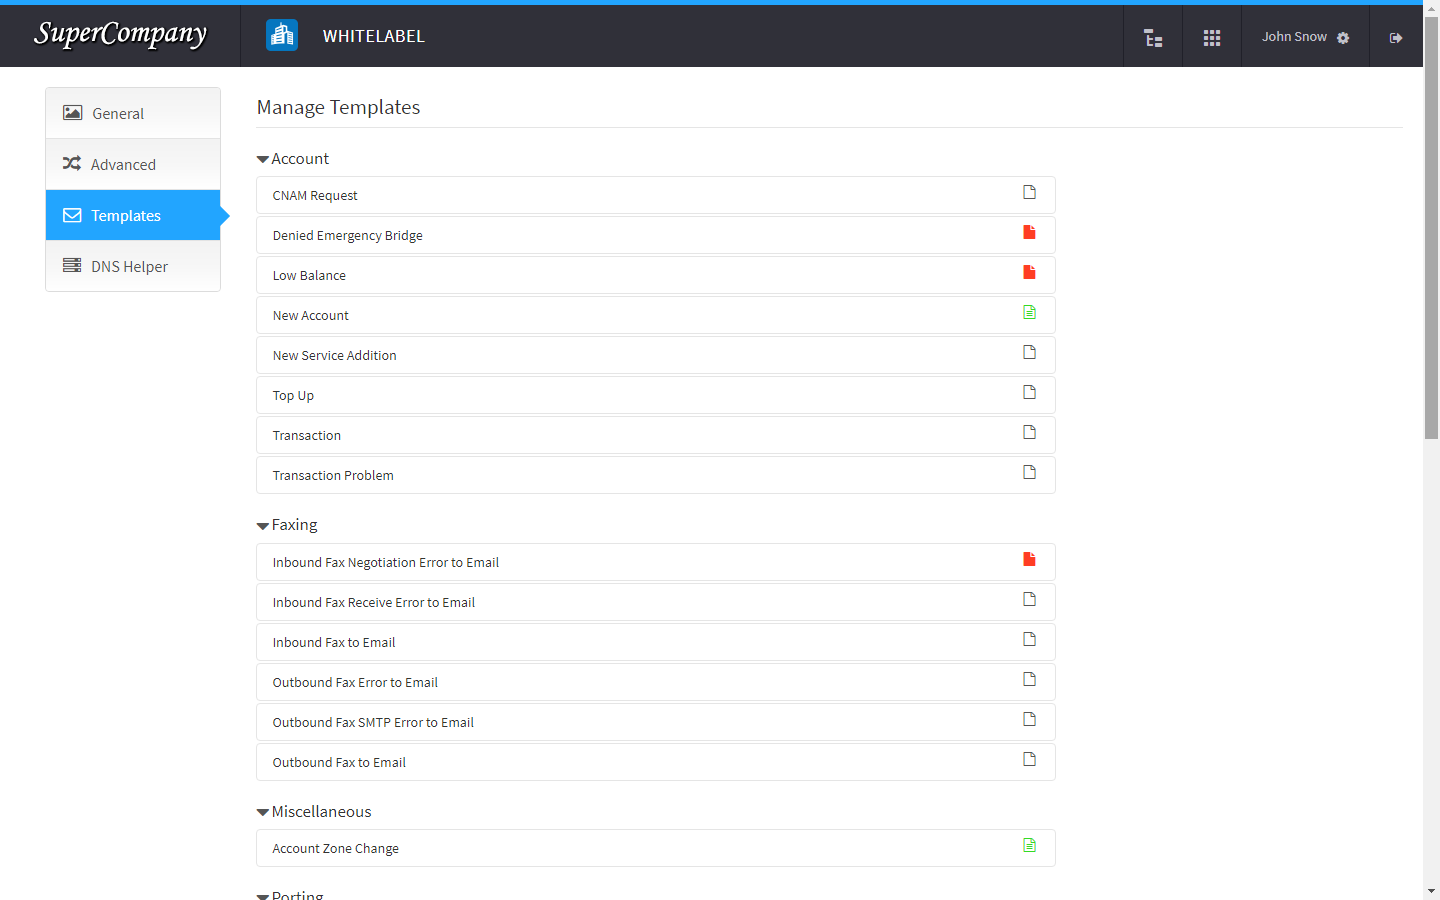 SuperCompany
WHITELABEL
John Snow
General
Advanced
Templates
DNS Helper
Manage Templates
Account
CNAM Request
Denied Emergency Bridge
Low Balance
New Account
New Service Addition
Top Up
Transaction
Transaction Problem
Faxing
Inbound Fax Negotiation Error to Email
Inbound Fax Receive Error to Email
Inbound Fax to Email
Outbound Fax Error to Email
Outbound Fax SMTP Error to Email
Outbound Fax to Email
Miscellaneous
Account Zone Change
Porting